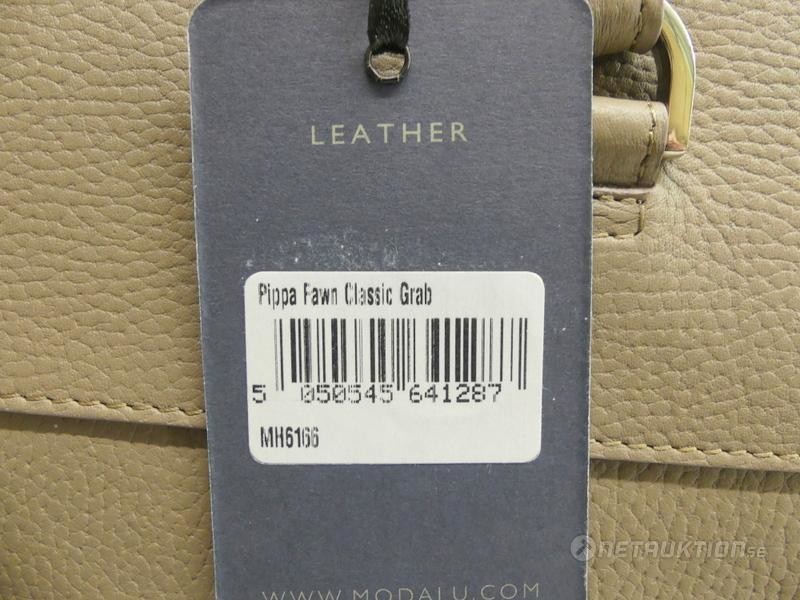 LEATHER
Pippa Fawn Classic Grab
5 050545 641287
MH6166
WWW.MODALU.COM
NETAUKTION.SE